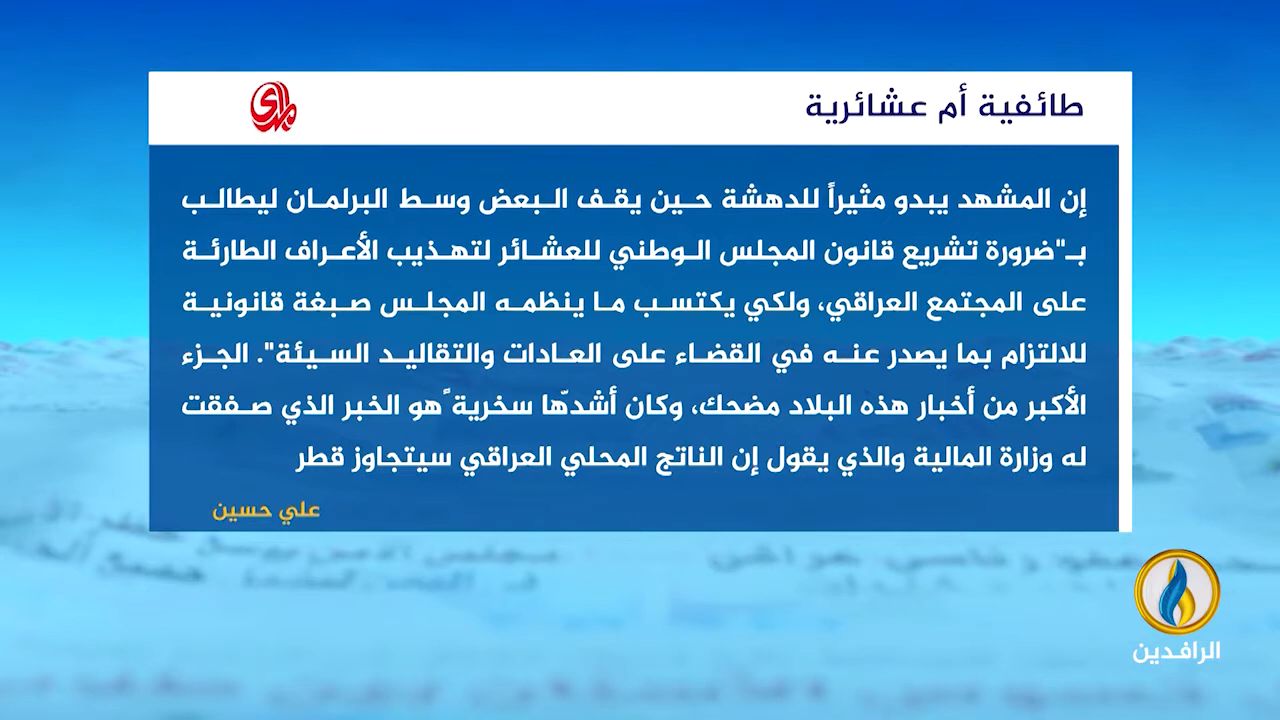 طائفية أم عشائرية
المدى
إن المشهد يبدو مثيراً للدهشة حين يقف البعض وسط البرلمان ليطالب
بـ"ضرورة تشريع قانون المجلس الوطني للعشائر لتهذيب الأعراف الطارئة
على المجتمع العراقي، ولكي يكتسب ما ينظمه المجلس صبغة قانونية
للالتزام بما يصدر عنه في القضاء على العادات والتقاليد السيئة". الجزء
الأكبر من أخبار هذه البلاد مضحك، وكان أشدّها سخرية ًهو الخبر الذي صفقت
له وزارة المالية والذي يقول إن الناتج المحلي العراقي سيتجاوز قطر
علي حسين
الرافدين